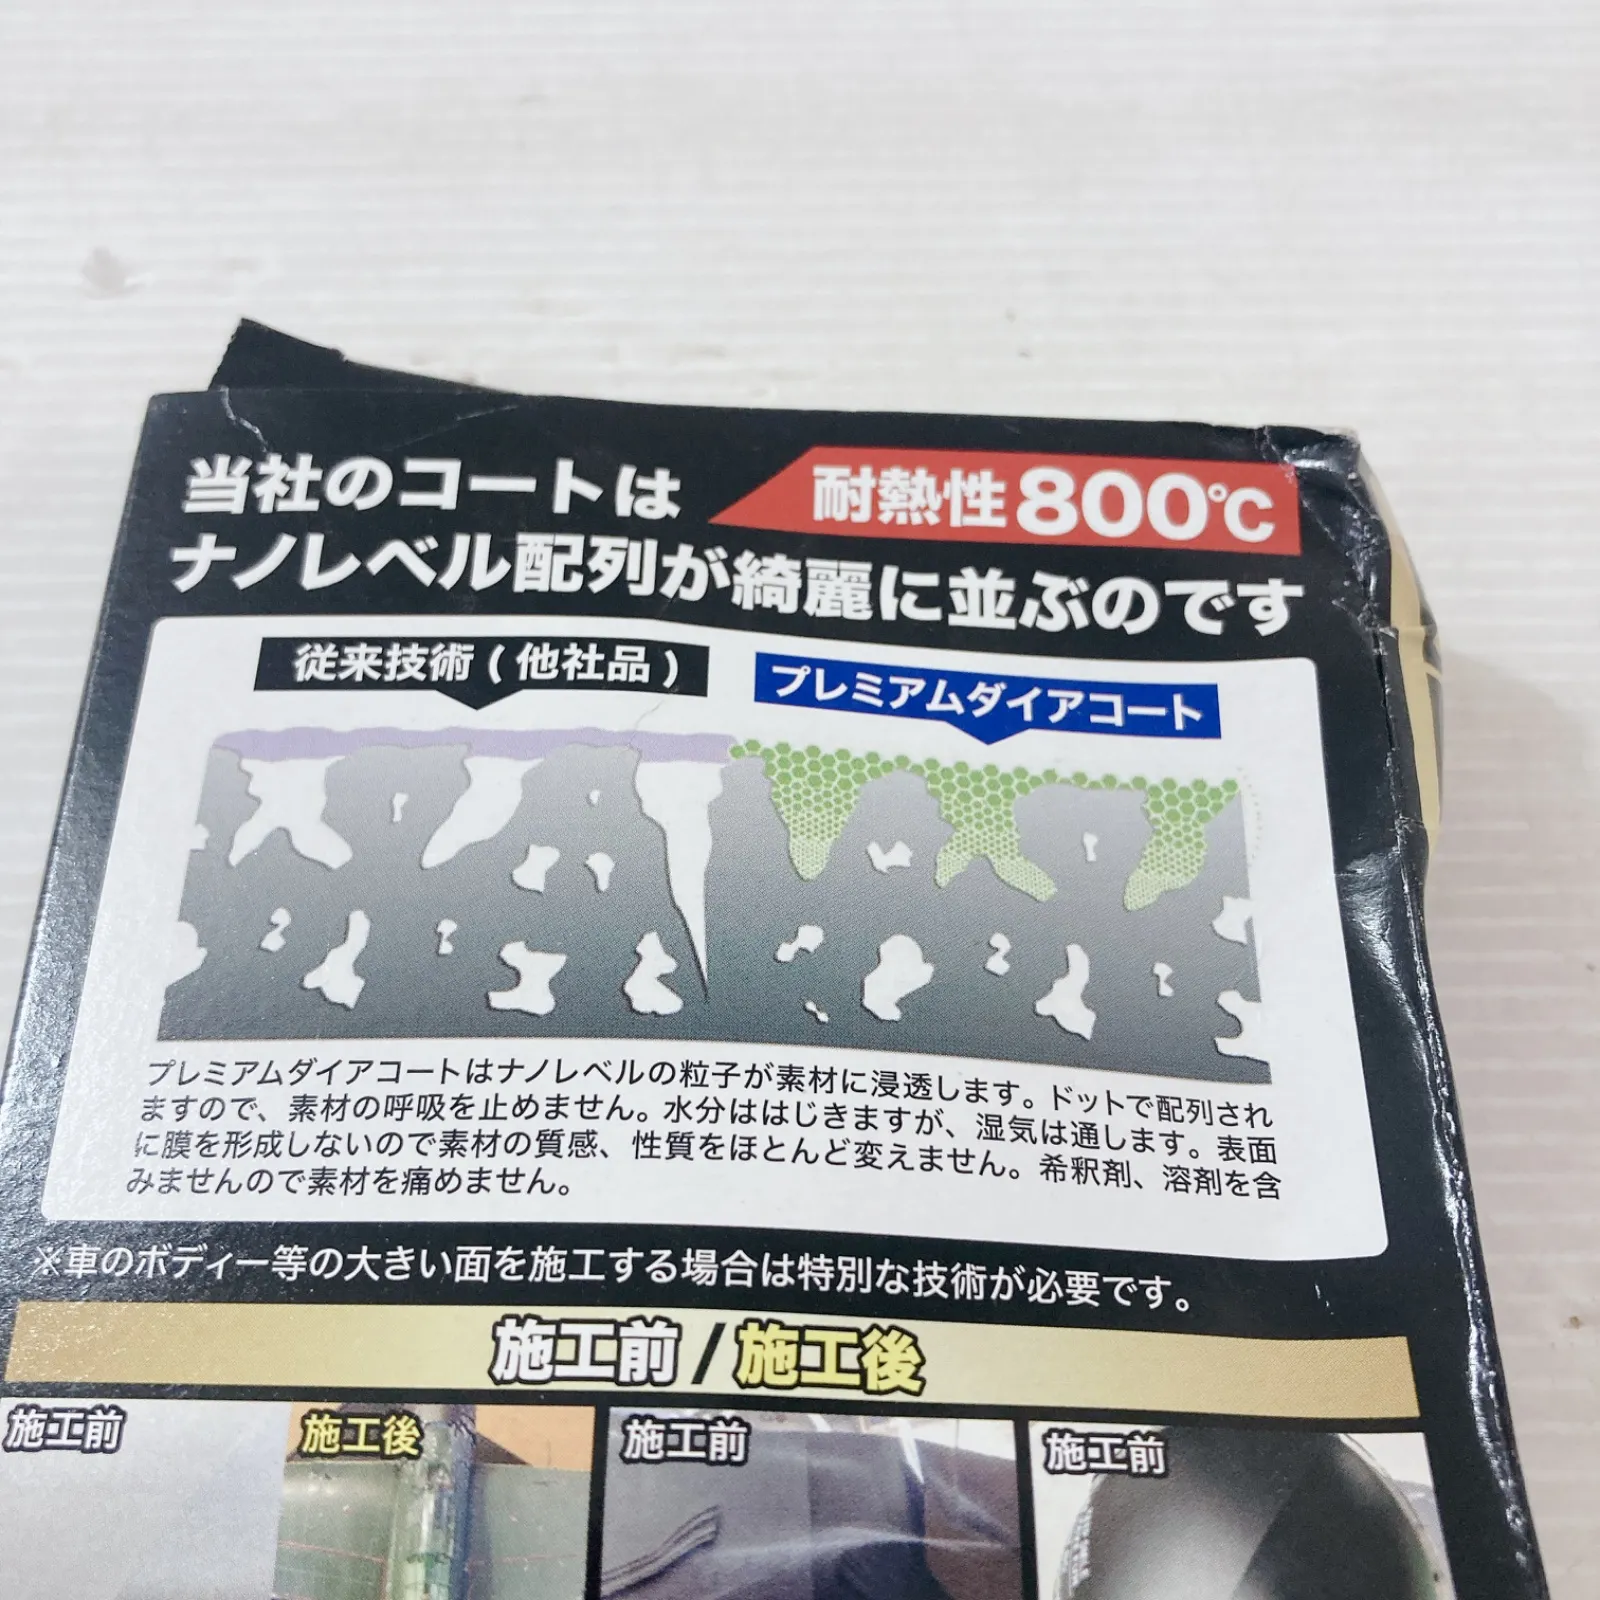 当社のコートは
耐熱性800℃
ナノレベル配列が綺麗に並ぶのです
従来技術(他社品)
プレミアムダイアコート
プレミアムダイアコートはナノレベルの粒子が素材に浸透します。ドットで配列され
ますので、素材の呼吸を止めません。水分ははじきますが、湿気は通します。表面
に膜を形成しないので素材の質感、性質をほとんど変えません。希釈剤、溶剤を含
みませんので素材を痛めません。
※車のボディー等の大きい面を施工する場合は特別な技術が必要です。
施工前/施工後
施工前
施工後
施工前
施工前